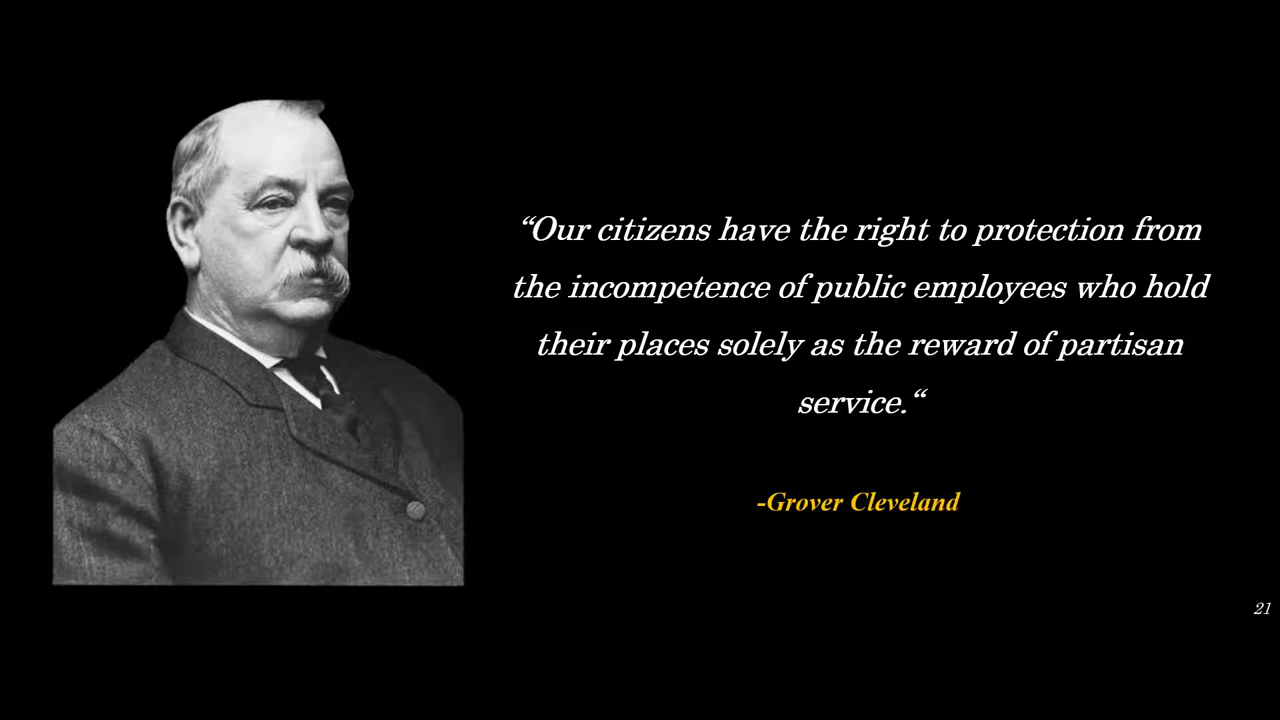 “Our citizens have the right to protection from
the incompetence of public employees who hold
their places solely as the reward of partisan
service.“
-Grover Cleveland
21